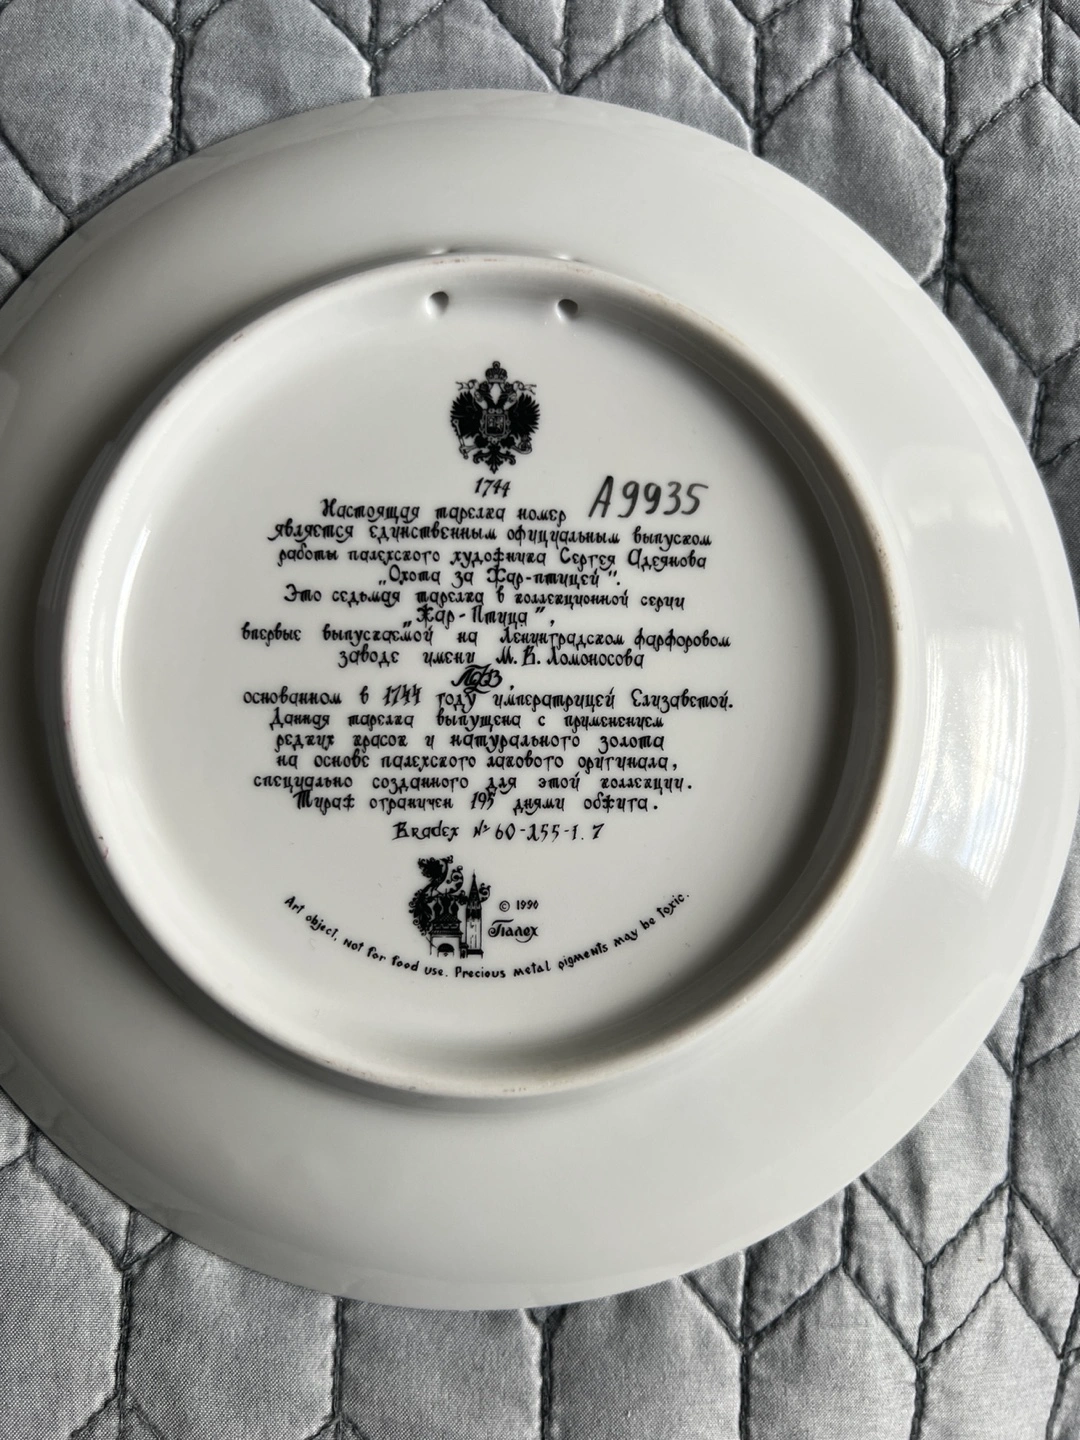 1744
Настоящая тарелка номер A9935
является единственным официальным выпуском
работы палехского художника Сергея Адеянова
„Охота за Жар-птицей".
Это седьмая тарелка в коллекционной серии
„Жар-Птица",
впервые выпускаемой на Ленинградском фарфоровом
заводе имени М.В. Ломоносова
ЛФЗ,
основанном в 1744 году императрицей Елизаветой.
Данная тарелка выпущена с применением
редких красок и натурального золота
на основе палехского лакового оригинала,
специально созданного для этой коллекции.
Тираж ограничен 195 днями обжига.
Bradex № 60-255-1.7
© 1990
Палех
Art object, not for food use. Precious metal pigments may be toxic.